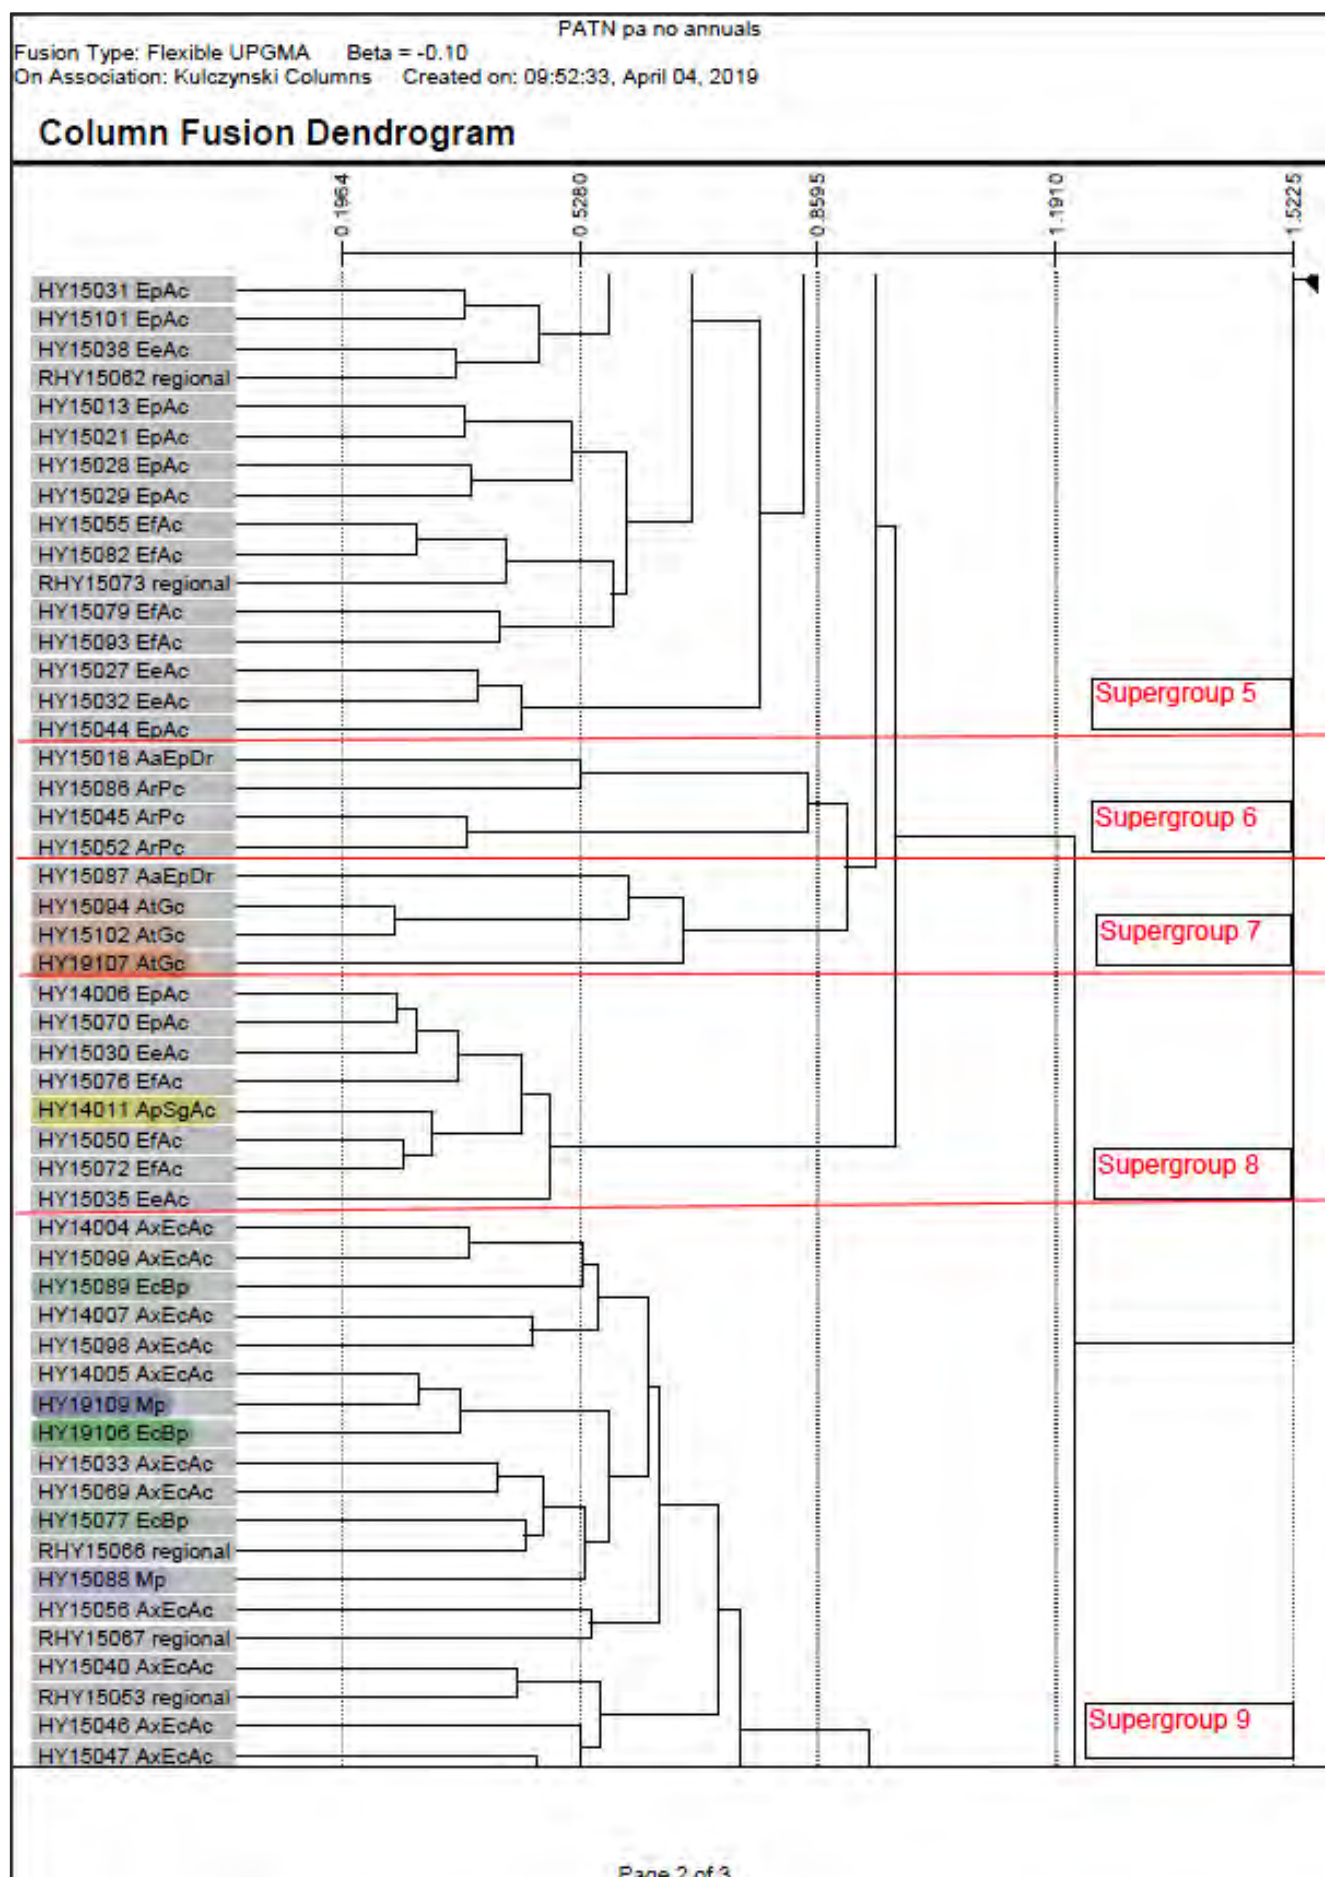 PATN pa no annuals
Fusion Type: Flexible UPGMA Beta = -0.10
On Association: Kulczynski Columns Created on: 09:52:33, April 04, 2019
Column Fusion Dendrogram
0.1964 0.5280 0.8595 1.1910 1.5225
HY15031 EpAc
HY15101 EpAc
HY15038 EeAc
RHY15062 regional
HY15013 EpAc
HY15021 EpAc
HY15028 EpAc
HY15029 EpAc
HY15055 EfAc
HY15082 EfAc
RHY15073 regional
HY15079 EfAc
HY15093 EfAc
HY15027 EeAc
HY15032 EeAc
Supergroup 5
HY15044 EpAc
HY15018 AaEpDr
HY15086 ArPc
HY15045 ArPc
Supergroup 6
HY15052 ArPc
HY15087 AaEpDr
HY15094 AtGc
HY15102 AtGc
Supergroup 7
HY19107 AtGc
HY14006 EpAc
HY15070 EpAc
HY15030 EeAc
HY15076 EfAc
HY14011 ApSgAc
HY15050 EfAc
HY15072 EfAc
Supergroup 8
HY15035 EeAc
HY14004 AxEcAc
HY15099 AxEcAc
HY15089 EcBp
HY14007 AxEcAc
HY15098 AxEcAc
HY14005 AxEcAc
HY19109 Mp
HY19106 EcBp
HY15033 AxEcAc
HY15069 AxEcAc
HY15077 EcBp
RHY15066 regional
HY15088 Mp
HY15056 AxEcAc
RHY15067 regional
HY15040 AxEcAc
RHY15053 regional
HY15046 AxEcAc
Supergroup 9
HY15047 AxEcAc
Page 2 of 3